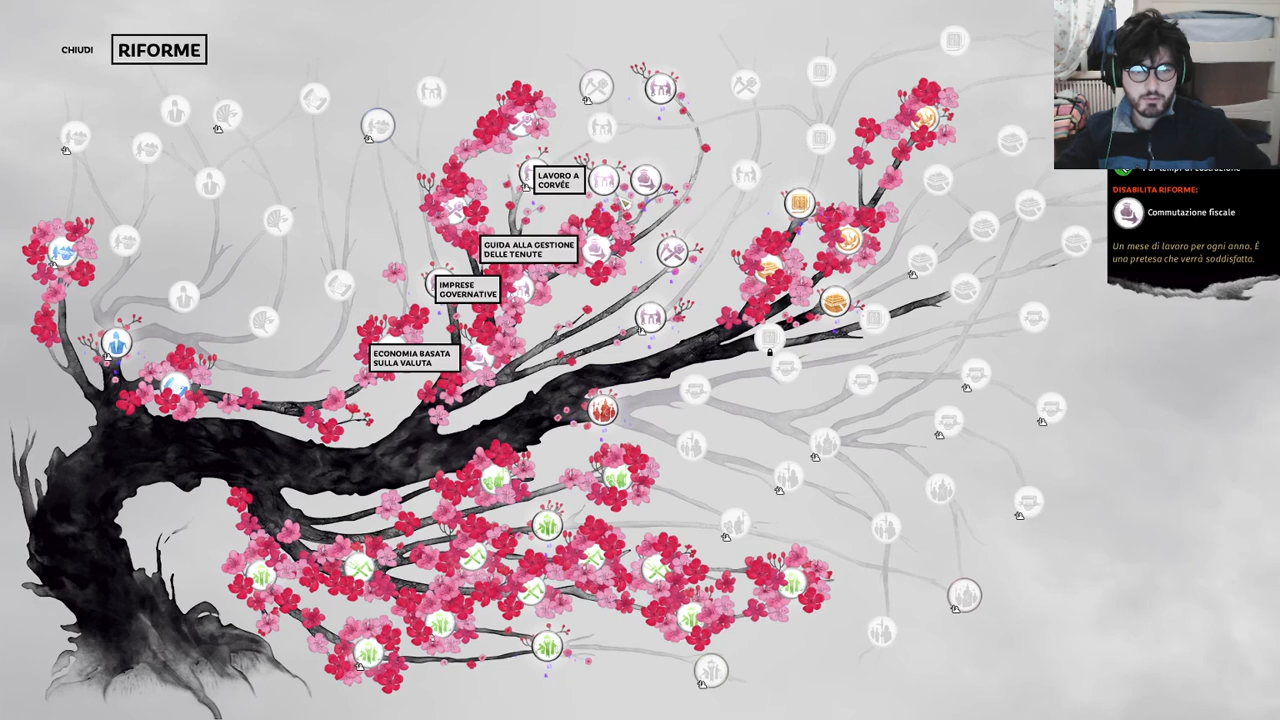 CHIUDI
RIFORME
LAVORO A
CORVÉE
GUIDA ALLA GESTIONE
DELLE TENUTE
IMPRESE
GOVERNATIVE
ECONOMIA BASATA
SULLA VALUTA
DISABILITA RIFORME:
Commutazione fiscale
Un mese di lavoro per ogni anno. È
una pretesa che verrà soddisfatta.